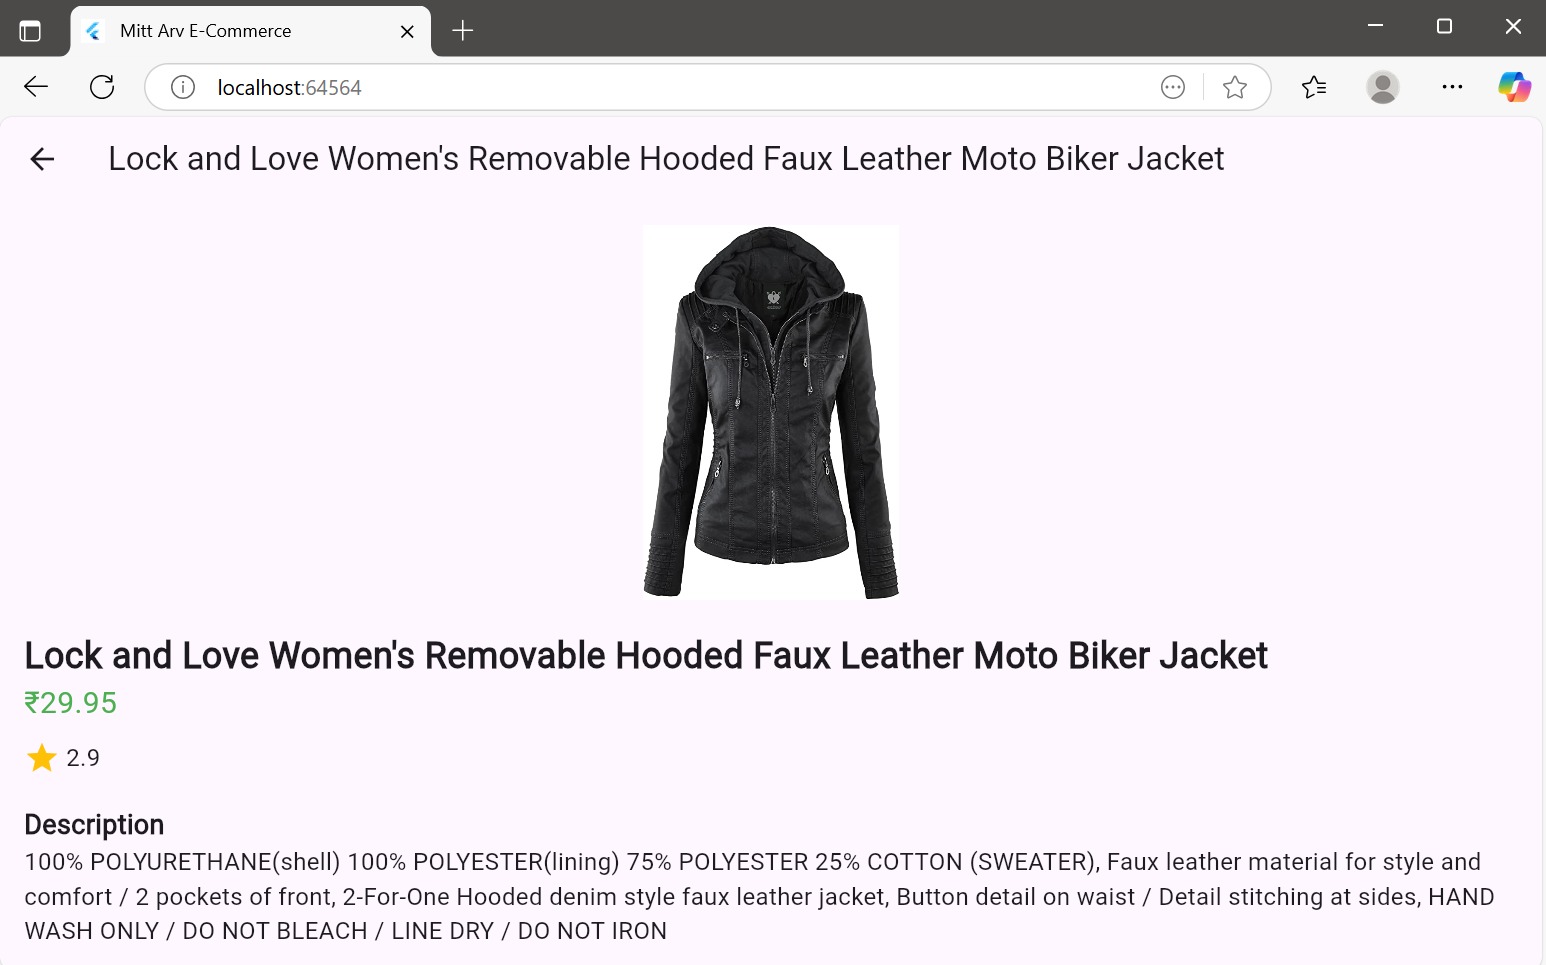 Mitt Arv E-Commerce
localhost:64564
Lock and Love Women's Removable Hooded Faux Leather Moto Biker Jacket
Lock and Love Women's Removable Hooded Faux Leather Moto Biker Jacket
₹29.95
2.9
Description
100% POLYURETHANE(shell) 100% POLYESTER(lining) 75% POLYESTER 25% COTTON (SWEATER), Faux leather material for style and
comfort / 2 pockets of front, 2-For-One Hooded denim style faux leather jacket, Button detail on waist / Detail stitching at sides, HAND
WASH ONLY / DO NOT BLEACH / LINE DRY / DO NOT IRON